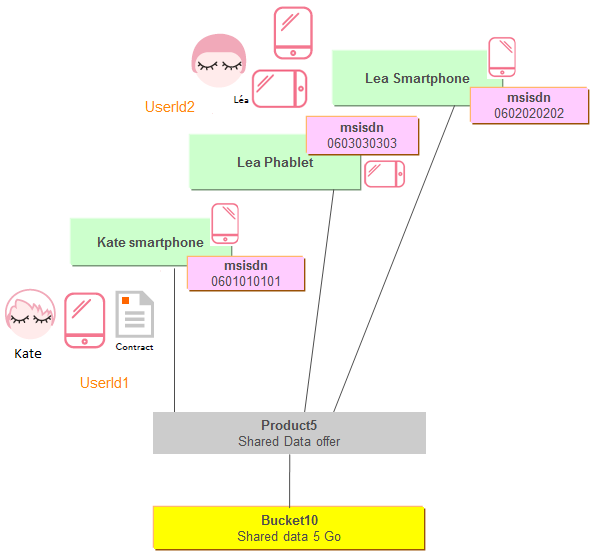 Lea Smartphone
msisdn
0602020202
UserId2
Léa
msisdn
0603030303
Lea Phablet
Kate smartphone
msisdn
0601010101
Kate
Contract
UserId1
Product5
Shared Data offer
Bucket10
Shared data 5 Go